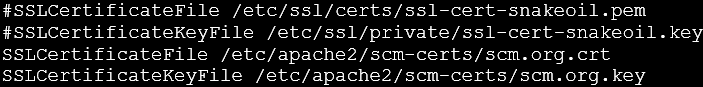 #SSLCertificateFile /etc/ssl/certs/ssl-cert-snakeoil.pem
#SSLCertificateKeyFile /etc/ssl/private/ssl-cert-snakeoil.key
SSLCertificateFile /etc/apache2/scm-certs/scm.org.crt
SSLCertificateKeyFile /etc/apache2/scm-certs/scm.org.key